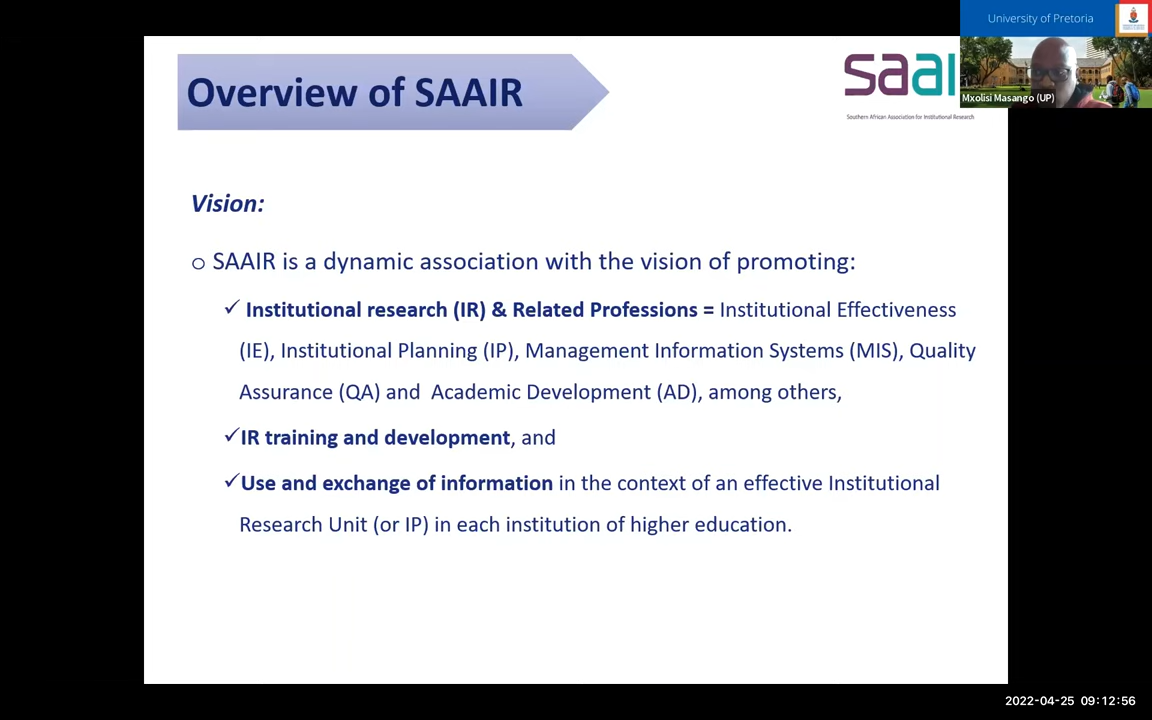 University of Pretoria
Mxolisi Masango (UP)
Overview of SAAIR
saai
Southern African Association for Institutional Research
Vision:
o SAAIR is a dynamic association with the vision of promoting:
✓ Institutional research (IR) & Related Professions = Institutional Effectiveness
(IE), Institutional Planning (IP), Management Information Systems (MIS), Quality
Assurance (QA) and Academic Development (AD), among others,
✓IR training and development, and
✓Use and exchange of information in the context of an effective Institutional
Research Unit (or IP) in each institution of higher education.
2022-04-25 09:12:56